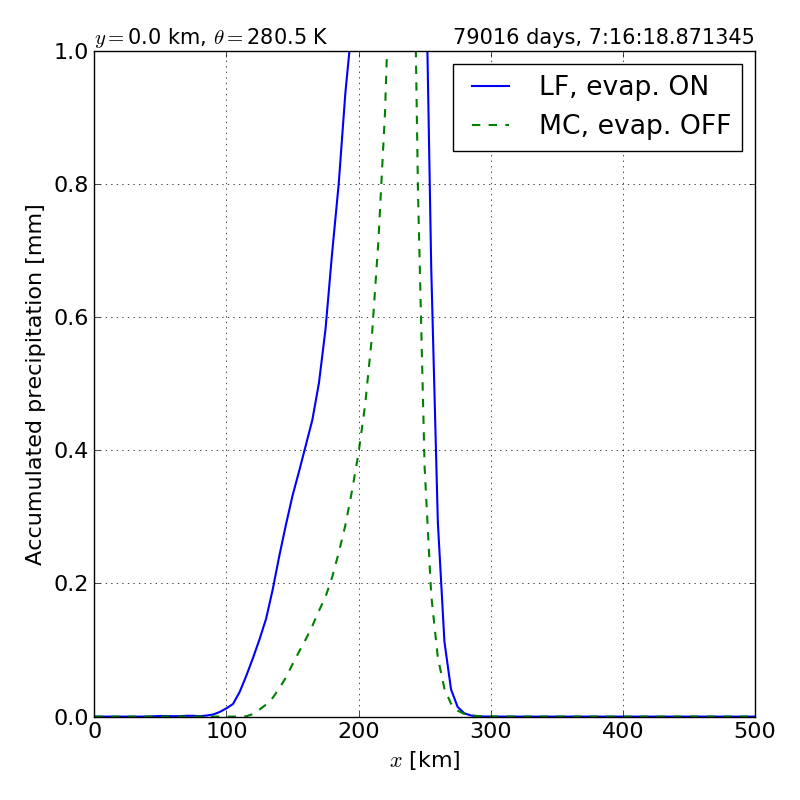 y = 0.0 km, θ = 280.5 K
79016 days, 7:16:18.871345
LF, evap. ON
MC, evap. OFF
Accumulated precipitation [mm]
1.0
0.8
0.6
0.4
0.2
0.0
0 100 200 300 400 500
x [km]